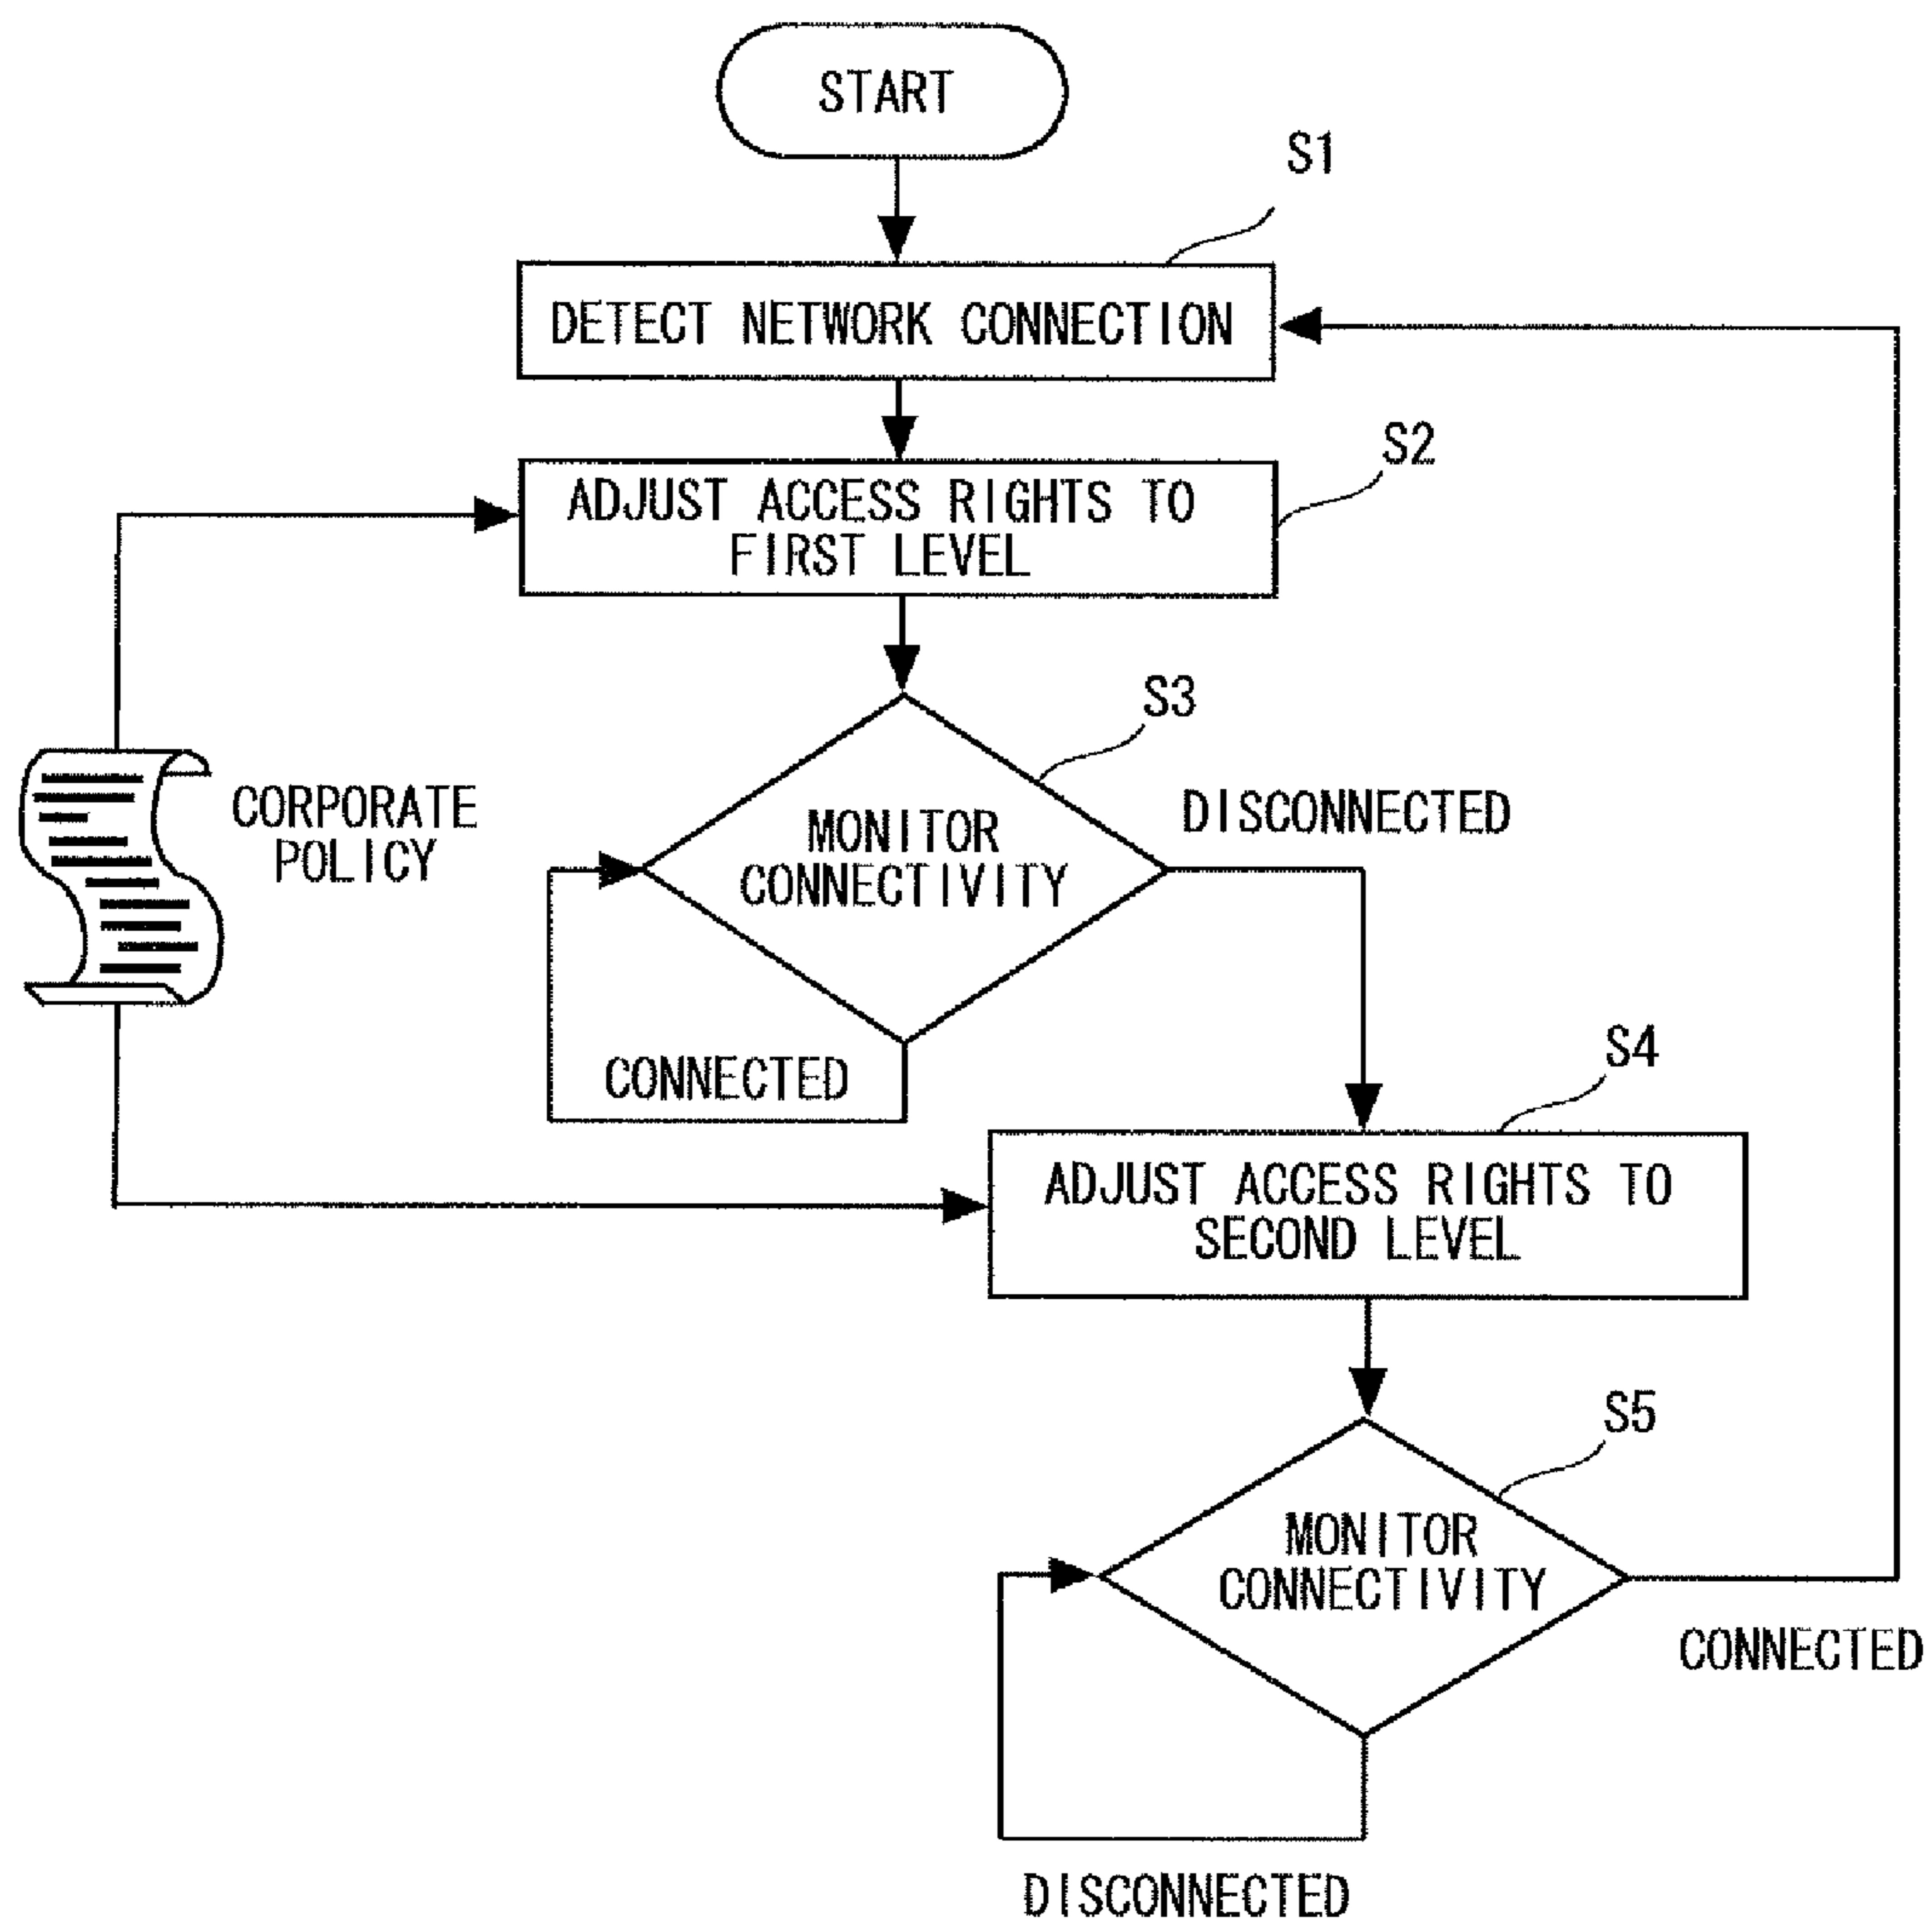 START
S1
DETECT NETWORK CONNECTION
S2
ADJUST ACCESS RIGHTS TO
FIRST LEVEL
S3
CORPORATE
POLICY
MONITOR
CONNECTIVITY
DISCONNECTED
CONNECTED
S4
ADJUST ACCESS RIGHTS TO
SECOND LEVEL
S5
MONITOR
CONNECTIVITY
CONNECTED
DISCONNECTED